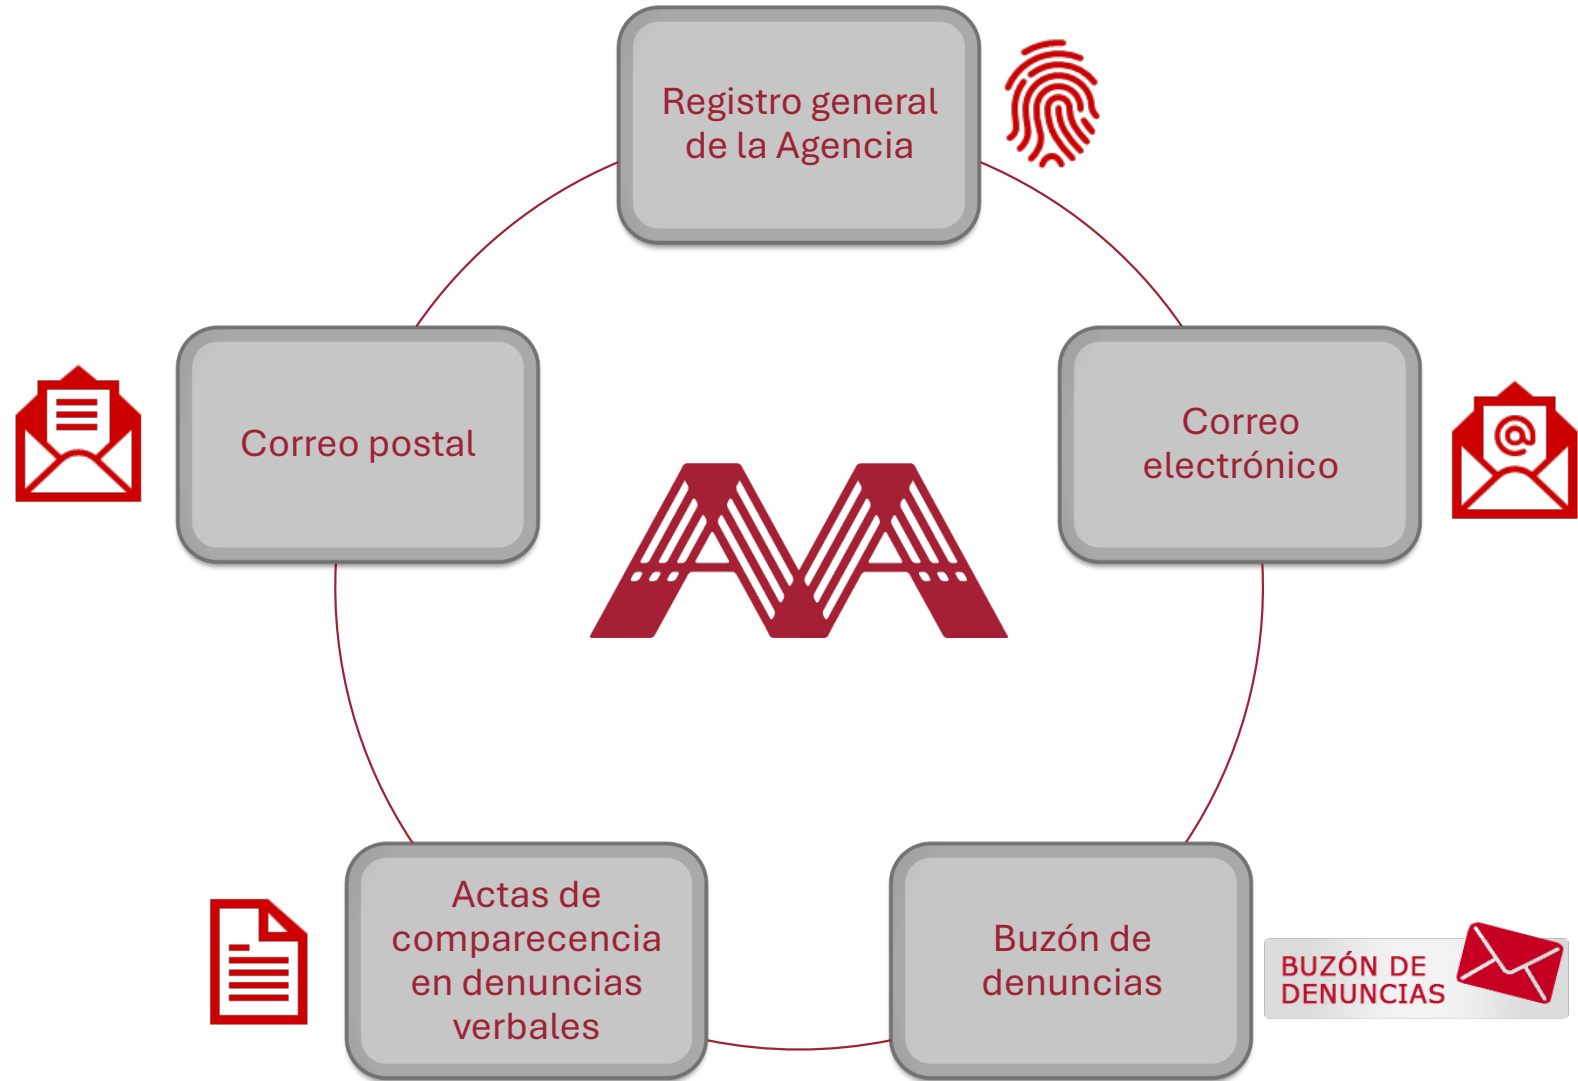 Registro general
de la Agencia
Correo postal
Correo
electrónico
@
Actas de
comparecencia
en denuncias
verbales
Buzón de
denuncias
BUZÓN DE
DENUNCIAS